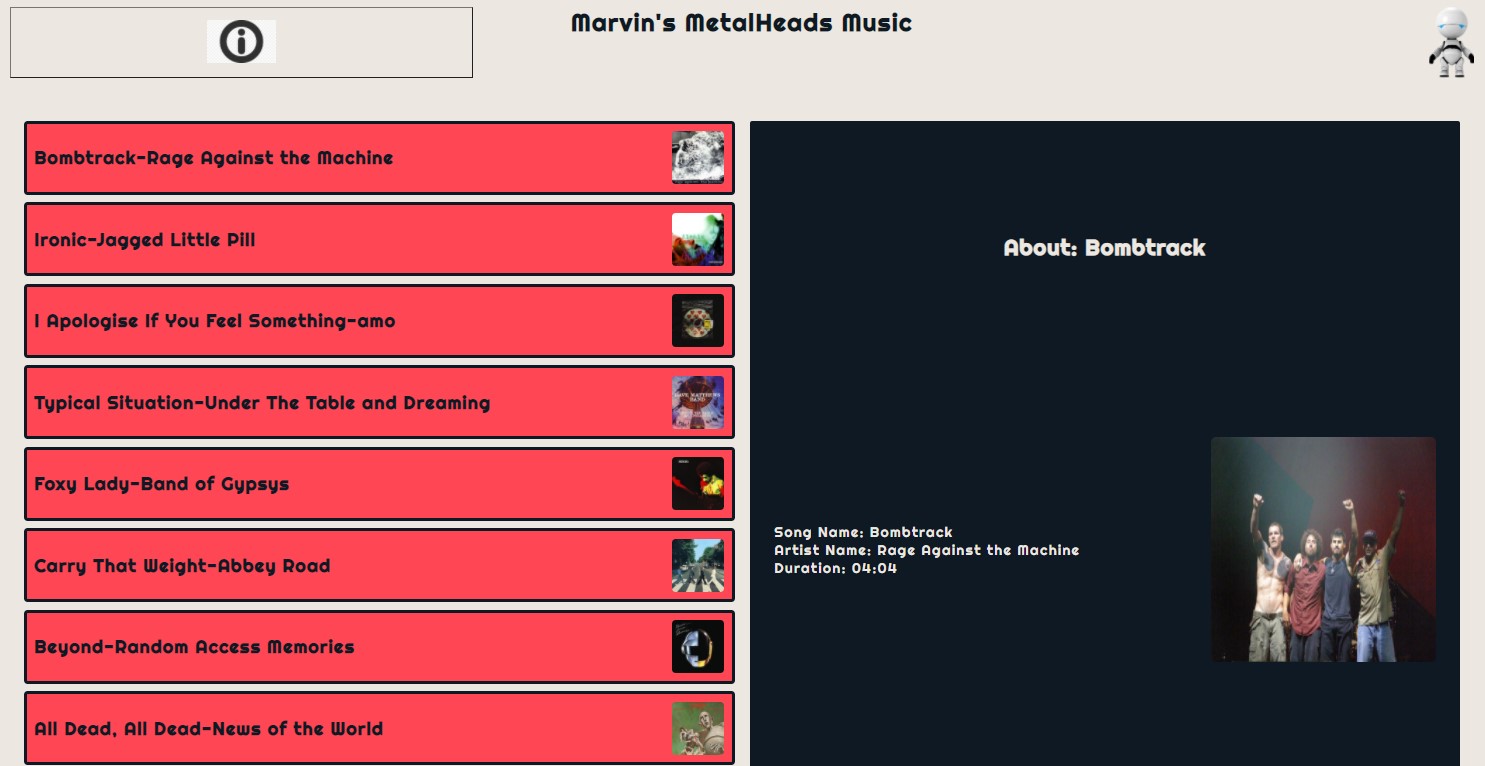 Marvin's MetalHeads Music
Bombtrack-Rage Against the Machine
Ironic-Jagged Little Pill
I Apologise If You Feel Something-amo
Typical Situation-Under The Table and Dreaming
Foxy Lady-Band of Gypsys
Carry That Weight-Abbey Road
Beyond-Random Access Memories
All Dead, All Dead-News of the World
About: Bombtrack
Song Name: Bombtrack
Artist Name: Rage Against the Machine
Duration: 04:04